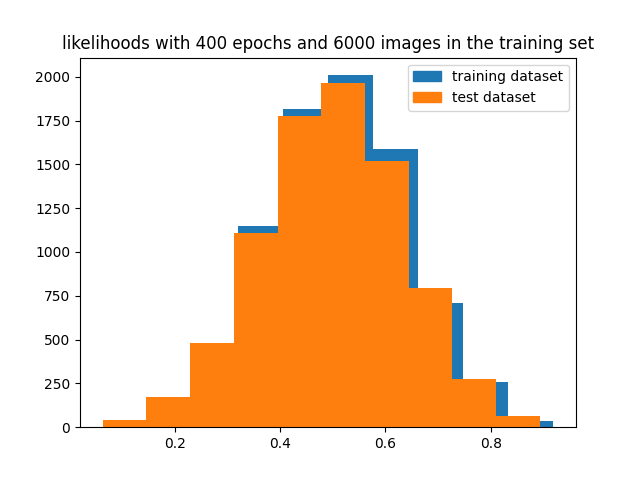 likelihoods with 400 epochs and 6000 images in the training set
training dataset
test dataset
2000
1750
1500
1250
1000
750
500
250
0
0.2 0.4 0.6 0.8